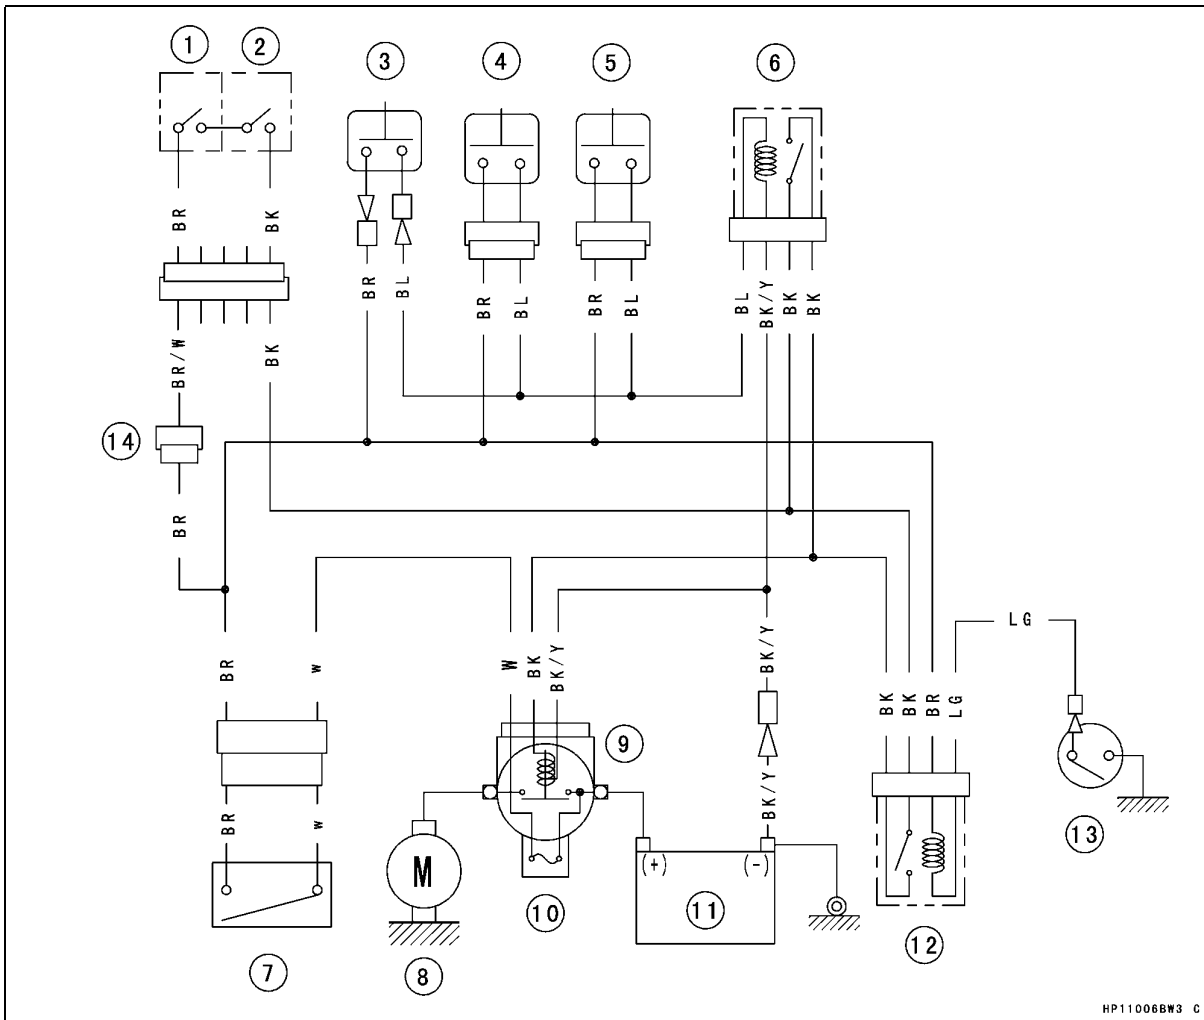 1 2 3 4 5 6
BR BK BR BL BR BL BR BL BL BK/Y BK BK
BR/W BK
14
BR
LG
BR w W BK BK/Y BK/Y BK BK BR LG
9
BR w BK/Y
13
M (+) (-)
10 11
12
7 8
HP11006BW3 C